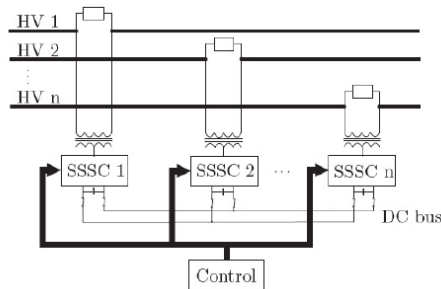 HV 1
HV 2
⋮
HV n
SSSC 1
SSSC 2
...
SSSC n
DC bus
Control